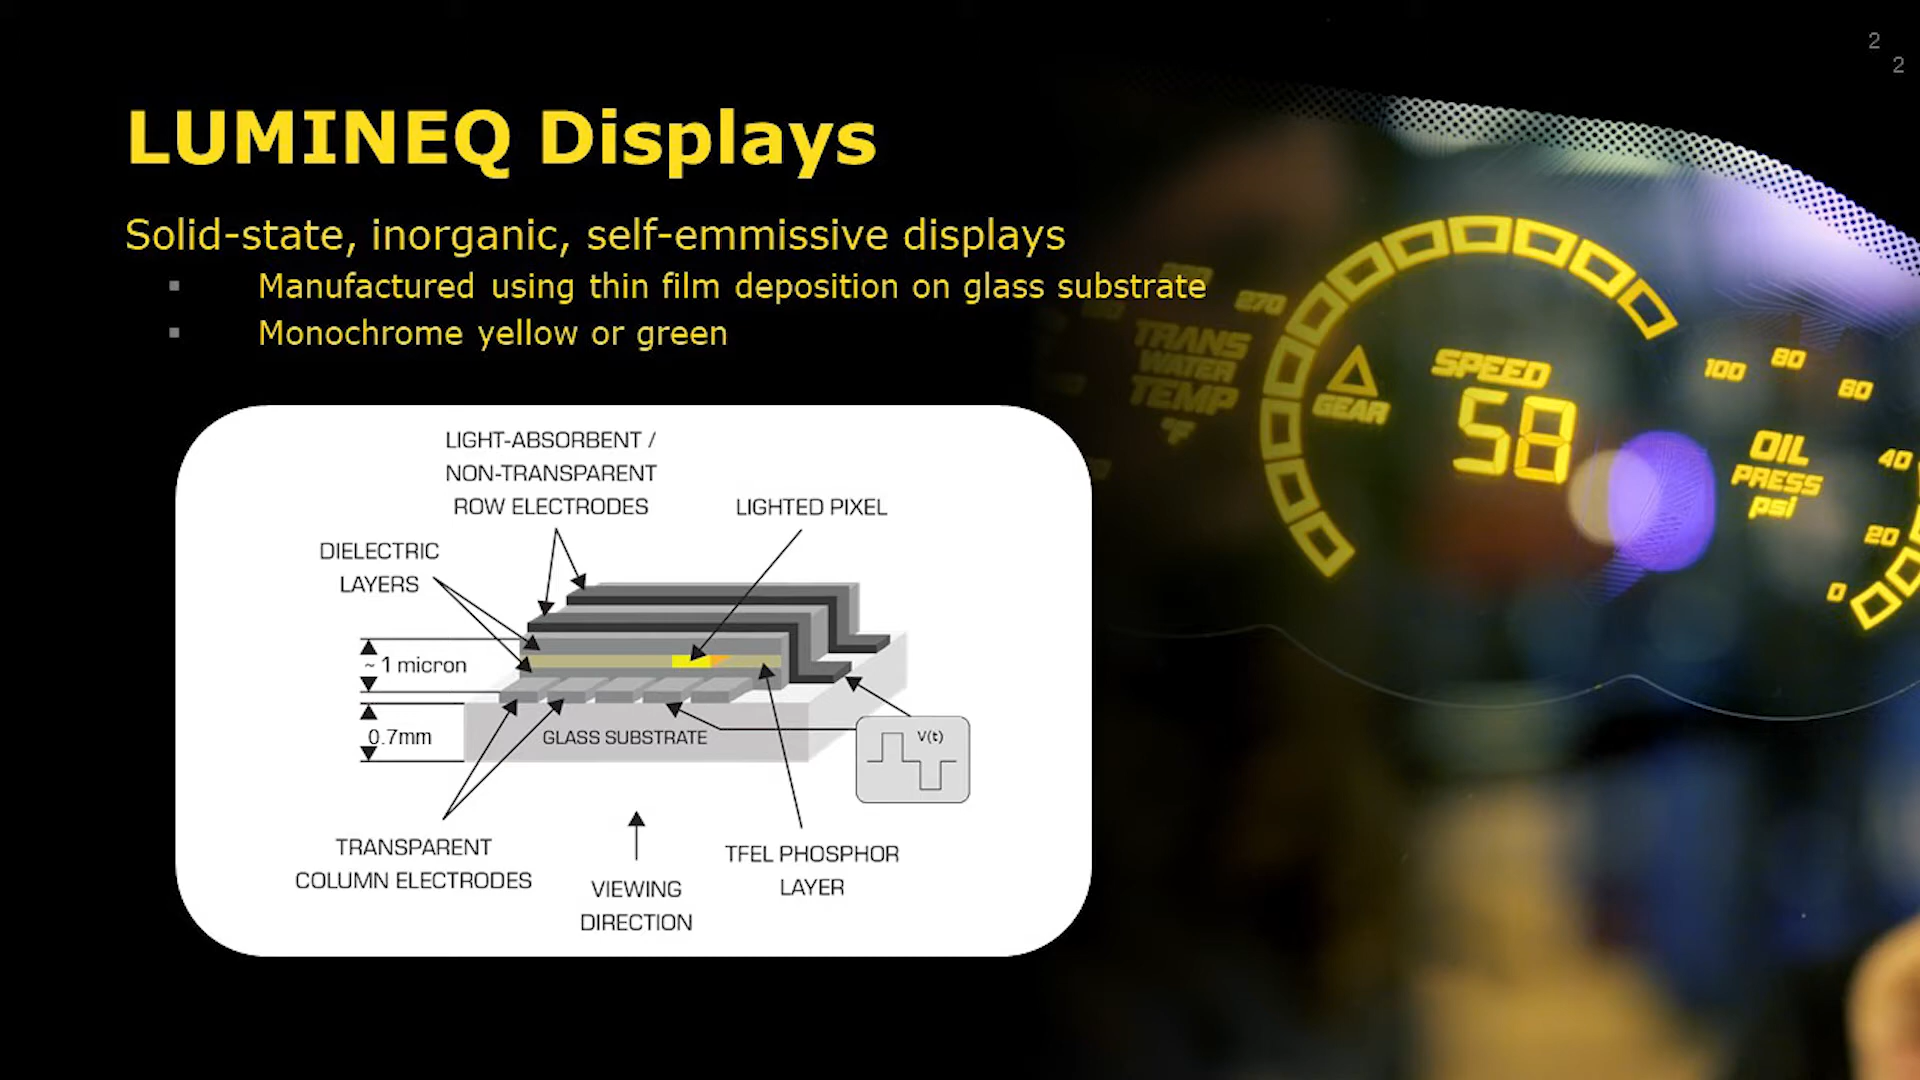 2
2
LUMINEQ Displays
Solid-state, inorganic, self-emmissive displays
▪ Manufactured using thin film deposition on glass substrate
▪ Monochrome yellow or green
LIGHT-ABSORBENT /
NON-TRANSPARENT
ROW ELECTRODES
LIGHTED PIXEL
DIELECTRIC
LAYERS
~ 1 micron
0.7mm
GLASS SUBSTRATE
V(t)
TRANSPARENT
COLUMN ELECTRODES
VIEWING
DIRECTION
TFEL PHOSPHOR
LAYER
270
TRANS
WATER
TEMP
°F
GEAR
SPEED
58
100
80
60
40
20
0
OIL
PRESS
psi